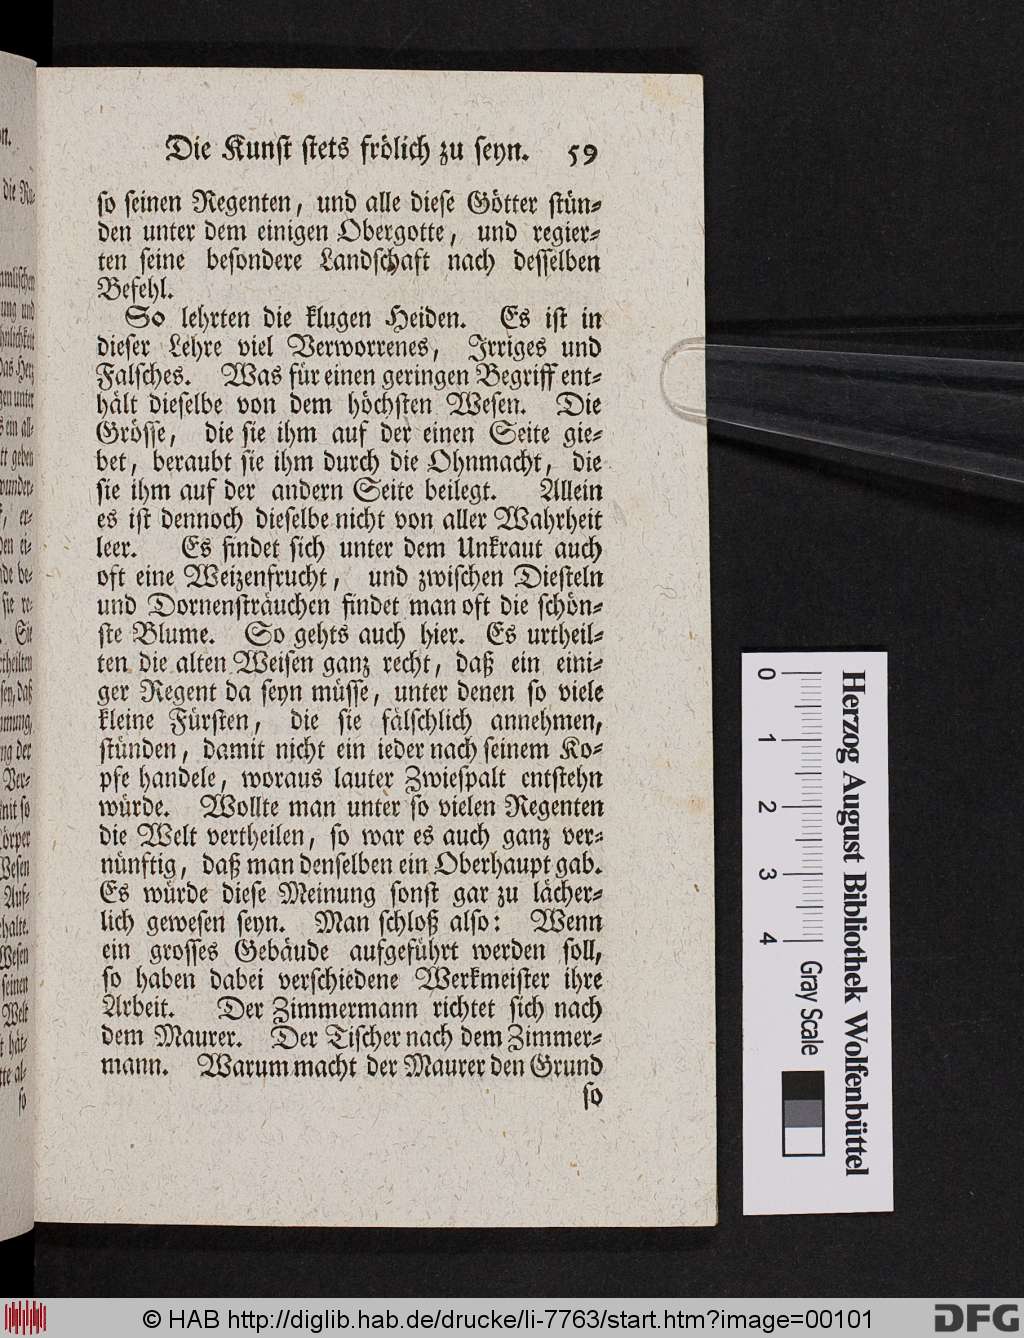 Die Kunst stets frölich zu seyn. 59
so seinen Regenten, und alle diese Götter stün⸗
den unter dem einigen Obergotte, und regier⸗
ten seine besondere Landschaft nach desselben
Befehl.
So lehrten die klugen Heiden. Es ist in
dieser Lehre viel Verworrenes, Irriges und
Falsches. Was für einen geringen Begriff ent⸗
hält dieselbe von dem höchsten Wesen. Die
Grösse, die sie ihm auf der einen Seite gie⸗
bet, beraubt sie ihm durch die Ohnmacht, die
sie ihm auf der andern Seite beilegt. Allein
es ist dennoch dieselbe nicht von aller Wahrheit
leer. Es findet sich unter dem Unkraut auch
oft eine Weizenfrucht, und zwischen Diesteln
und Dornensträuchen findet man oft die schön⸗
ste Blume. So gehts auch hier. Es urtheil⸗
ten die alten Weisen ganz recht, daß ein eini⸗
ger Regent da seyn müsse, unter denen so viele
kleine Fürsten, die sie fälschlich annehmen,
stünden, damit nicht ein ieder nach seinem Ko⸗
pfe handele, woraus lauter Zwiespalt entstehn
würde. Wollte man unter so vielen Regenten
die Welt vertheilen, so war es auch ganz ver⸗
nünftig, daß man denselben ein Oberhaupt gab.
Es würde diese Meinung sonst gar zu lächer⸗
lich gewesen seyn. Man schloß also: Wenn
ein grosses Gebäude aufgeführt werden soll,
so haben dabei verschiedene Werkmeister ihre
Arbeit. Der Zimmermann richtet sich nach
dem Maurer. Der Tischer nach dem Zimmer⸗
mann. Warum macht der Maurer den Grund
so
0 1 2 3 4
Gray Scale
Herzog August Bibliothek Wolfenbüttel
© HAB http://diglib.hab.de/drucke/li-7763/start.htm?image=00101
DFG